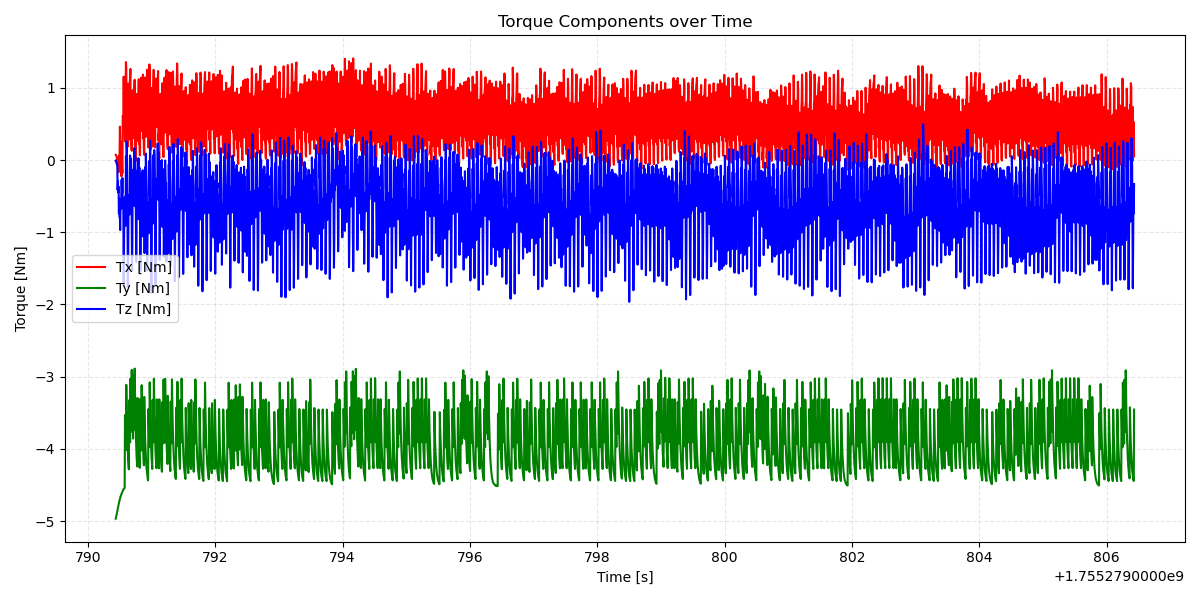 Torque Components over Time
Torque [Nm]
1
0
−1
−2
−3
−4
−5
Tx [Nm]
Ty [Nm]
Tz [Nm]
790
792
794
796
798
800
802
804
806
Time [s]
+1.7552790000e9